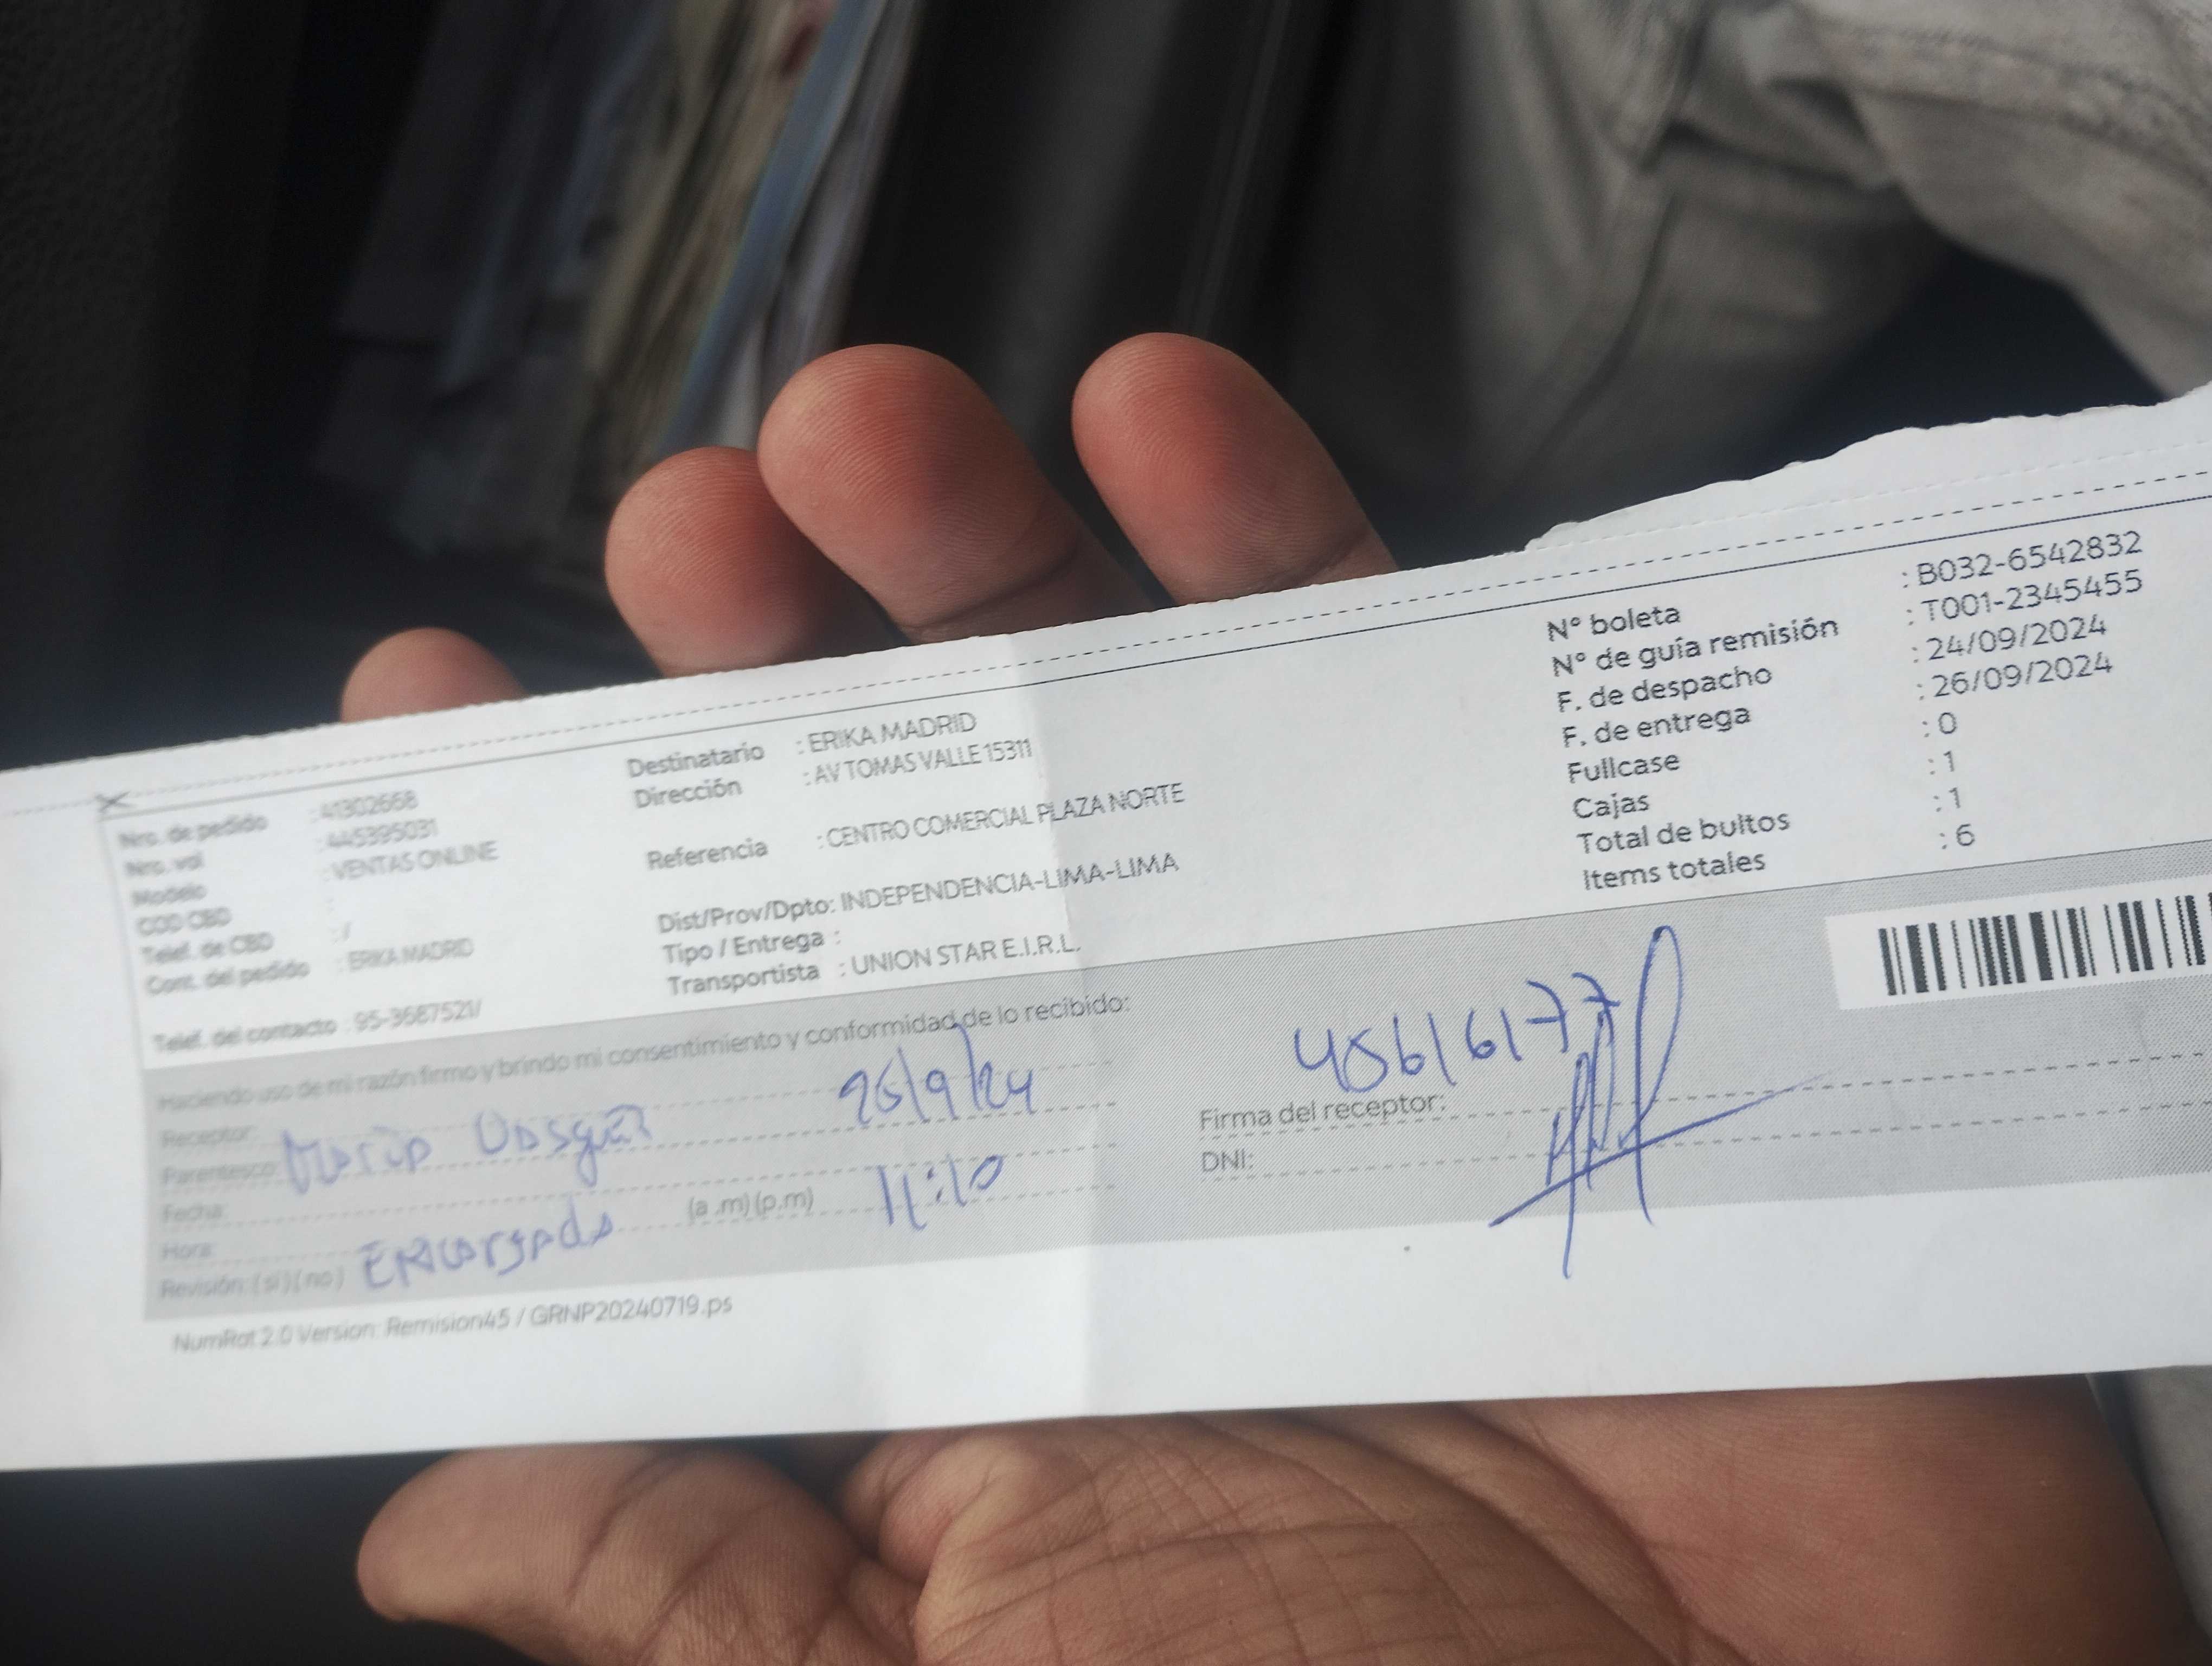 Nro. de pedido : 41302668
Nro. val : 445395031
Modelo : VENTAS ONLINE
COD CBD :
Telef. de CBD : /
Cont. del pedido : ERIKA MADRID
Telef. del contacto : 95-3687521/
Destinatario : ERIKA MADRID
Dirección : AV TOMAS VALLE 15311
Referencia : CENTRO COMERCIAL PLAZA NORTE
Dist/Prov/Dpto: INDEPENDENCIA-LIMA-LIMA
Tipo / Entrega :
Transportista : UNION STAR E.I.R.L.
N° boleta : B032-6542832
N° de guía remisión : T001-2345455
F. de despacho : 24/09/2024
F. de entrega : 26/09/2024
Fullcase : 0
Cajas : 1
Total de bultos : 1
Items totales : 6
Haciendo uso de mi razón firmo y brindo mi consentimiento y conformidad de lo recibido:
Receptor:
Parentesco:
Fecha: /9/24
Hora: (a .m) (p.m) 11:10
Revisión: (si) (no) Encargado
45616177
Firma del receptor:
DNI:
NumRot 2.0 Version: Remision45 / GRNP20240719.ps